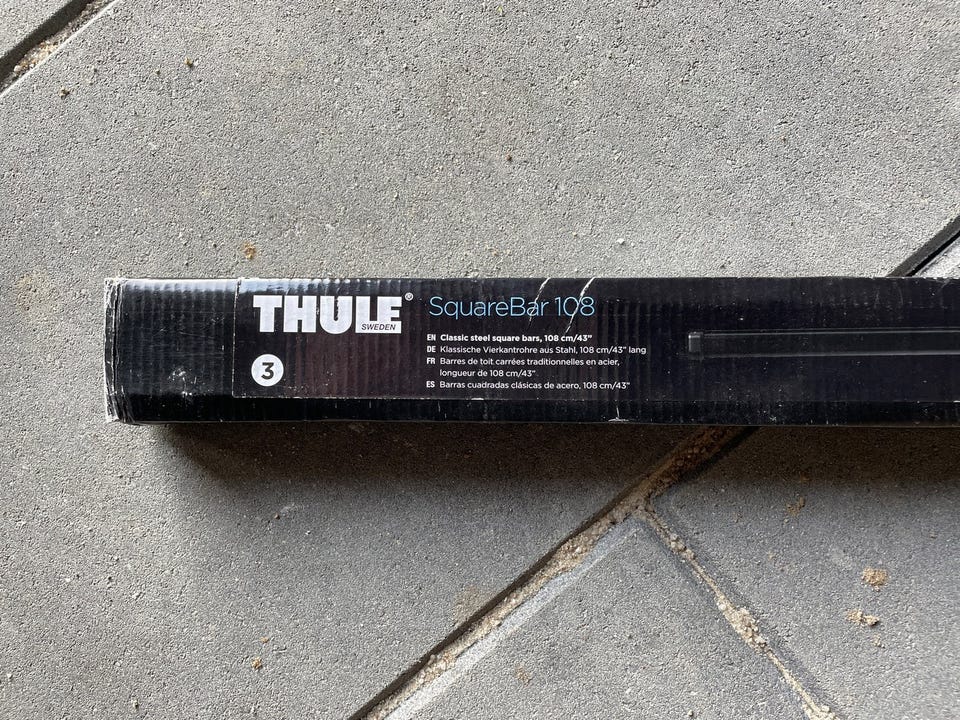 THULE®
SWEDEN
SquareBar 108
3
EN Classic steel square bars, 108 cm/43”
DE Klassische Vierkantrohre aus Stahl, 108 cm/43” lang
FR Barres de toit carrées traditionnelles en acier,
longueur de 108 cm/43”
ES Barras cuadradas clásicas de acero, 108 cm/43”